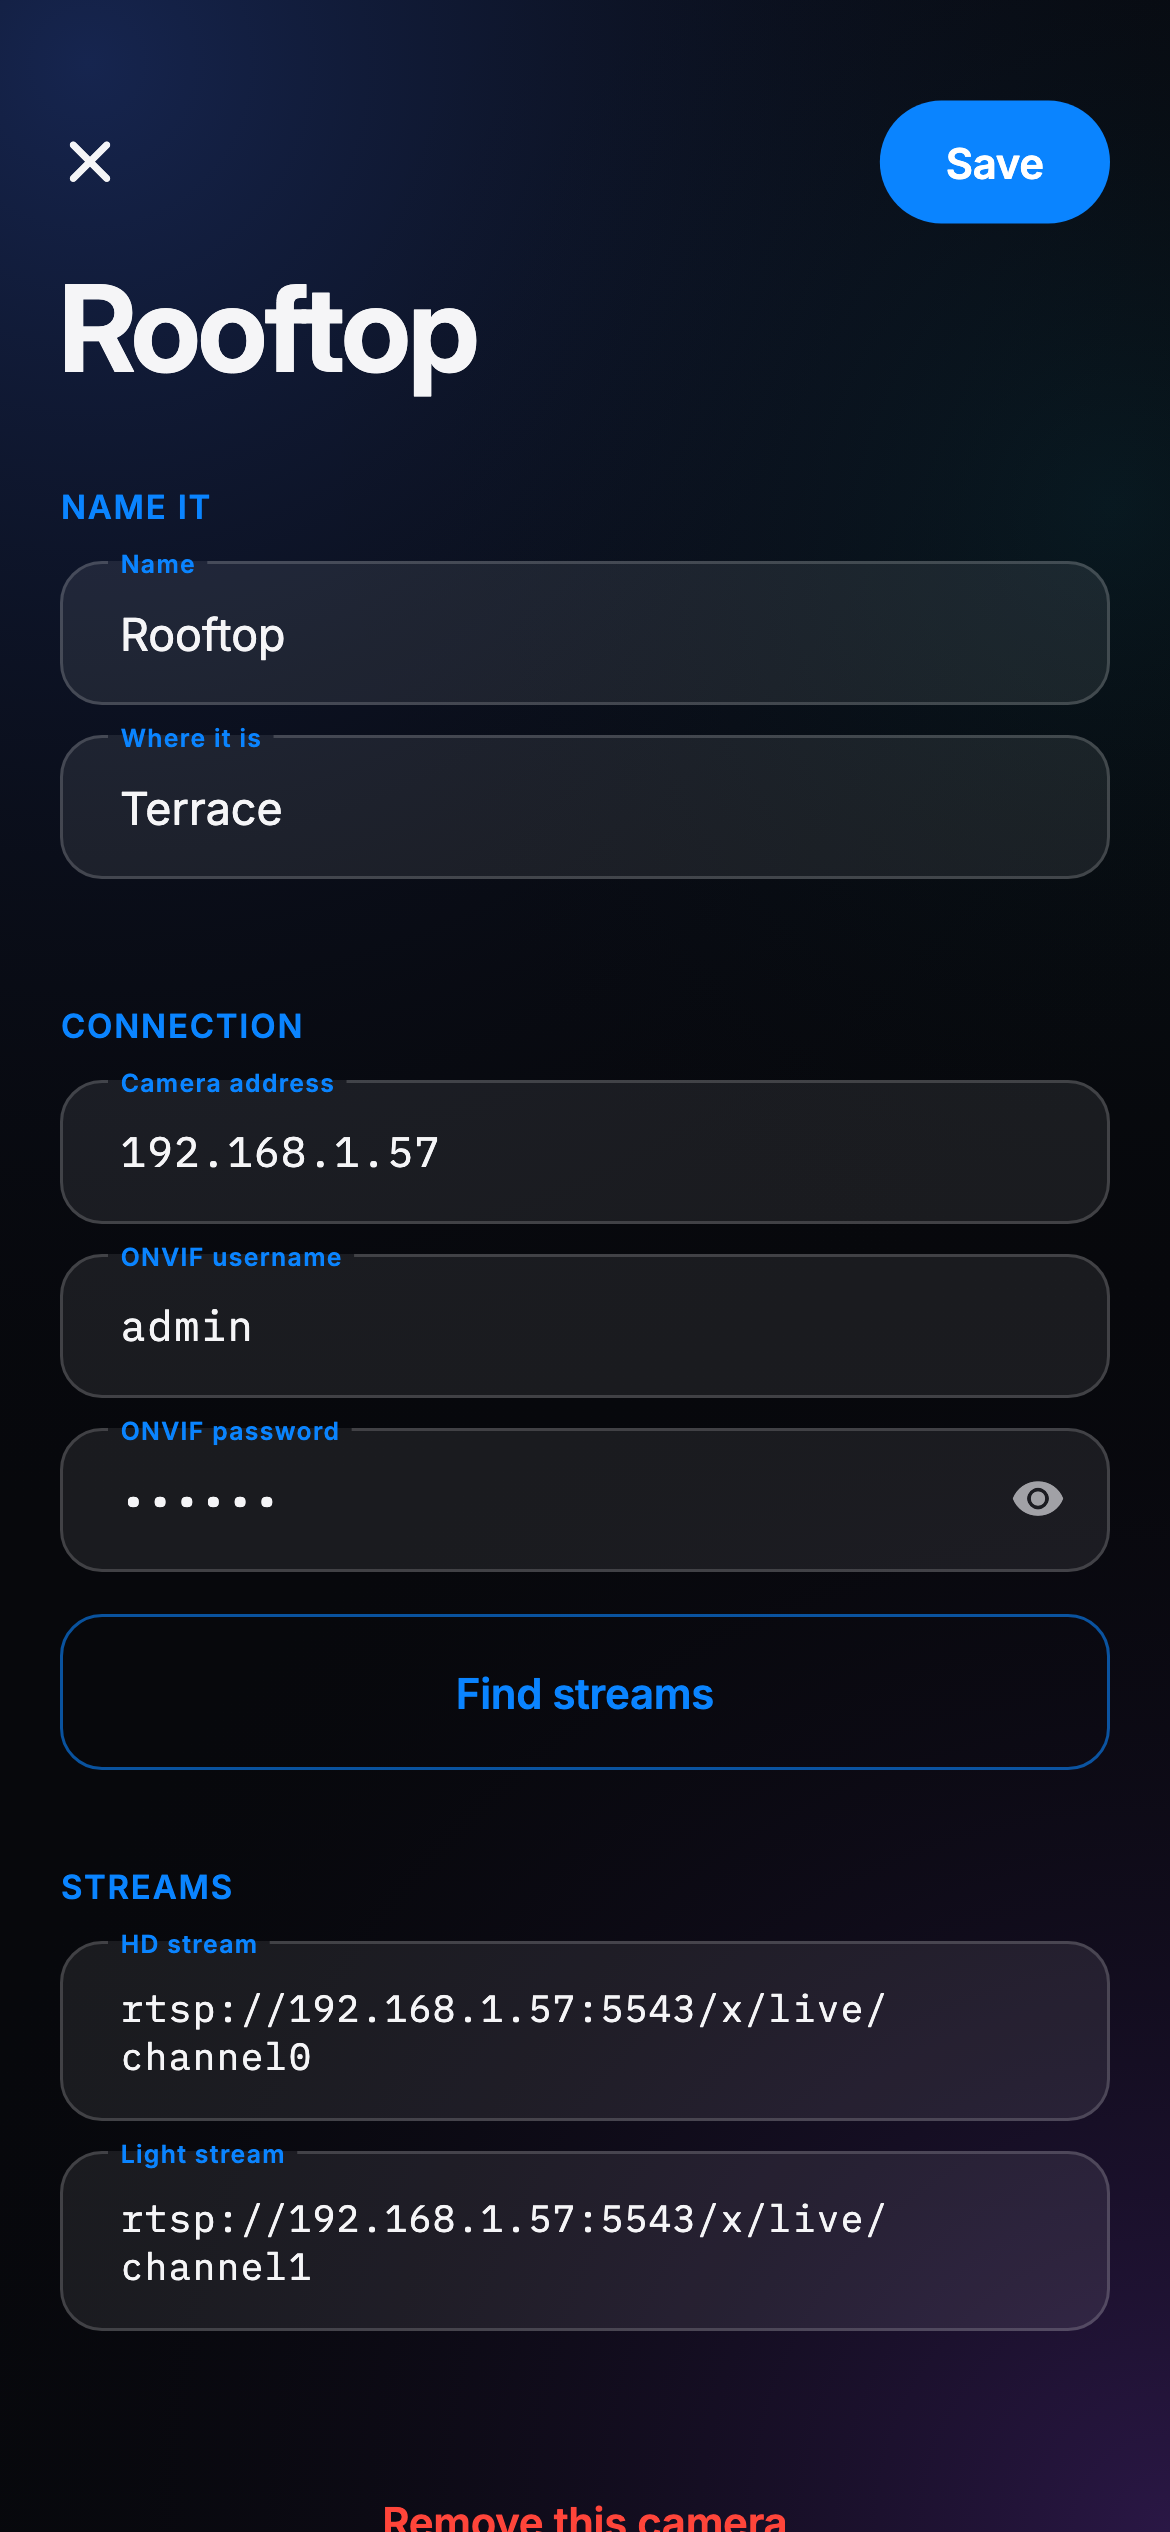 Save
Rooftop
NAME IT
Name
Rooftop
Where it is
Terrace
CONNECTION
Camera address
192.168.1.57
ONVIF username
admin
ONVIF password
••••••
Find streams
STREAMS
HD stream
rtsp://192.168.1.57:5543/x/live/
channel0
Light stream
rtsp://192.168.1.57:5543/x/live/
channel1
Remove this camera